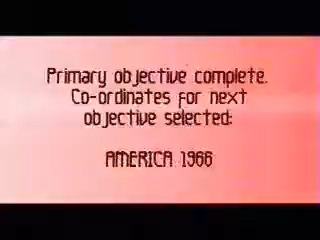 Primary objective complete.
Co-ordinates for next
objective selected:
AMERICA 1966